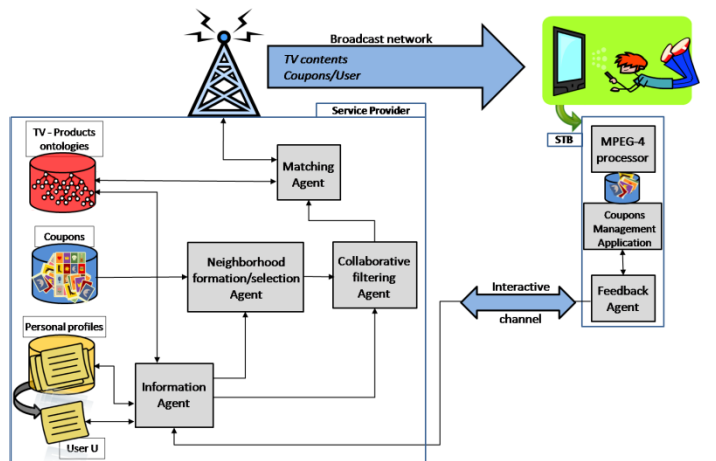 Broadcast network
TV contents
Coupons/User
Service Provider
TV - Products
ontologies
Matching
Agent
STB
MPEG-4
processor
Coupons
Management
Application
Coupons
Neighborhood
formation/selection
Agent
Collaborative
filtering
Agent
Interactive
channel
Feedback
Agent
Personal profiles
Information
Agent
User U